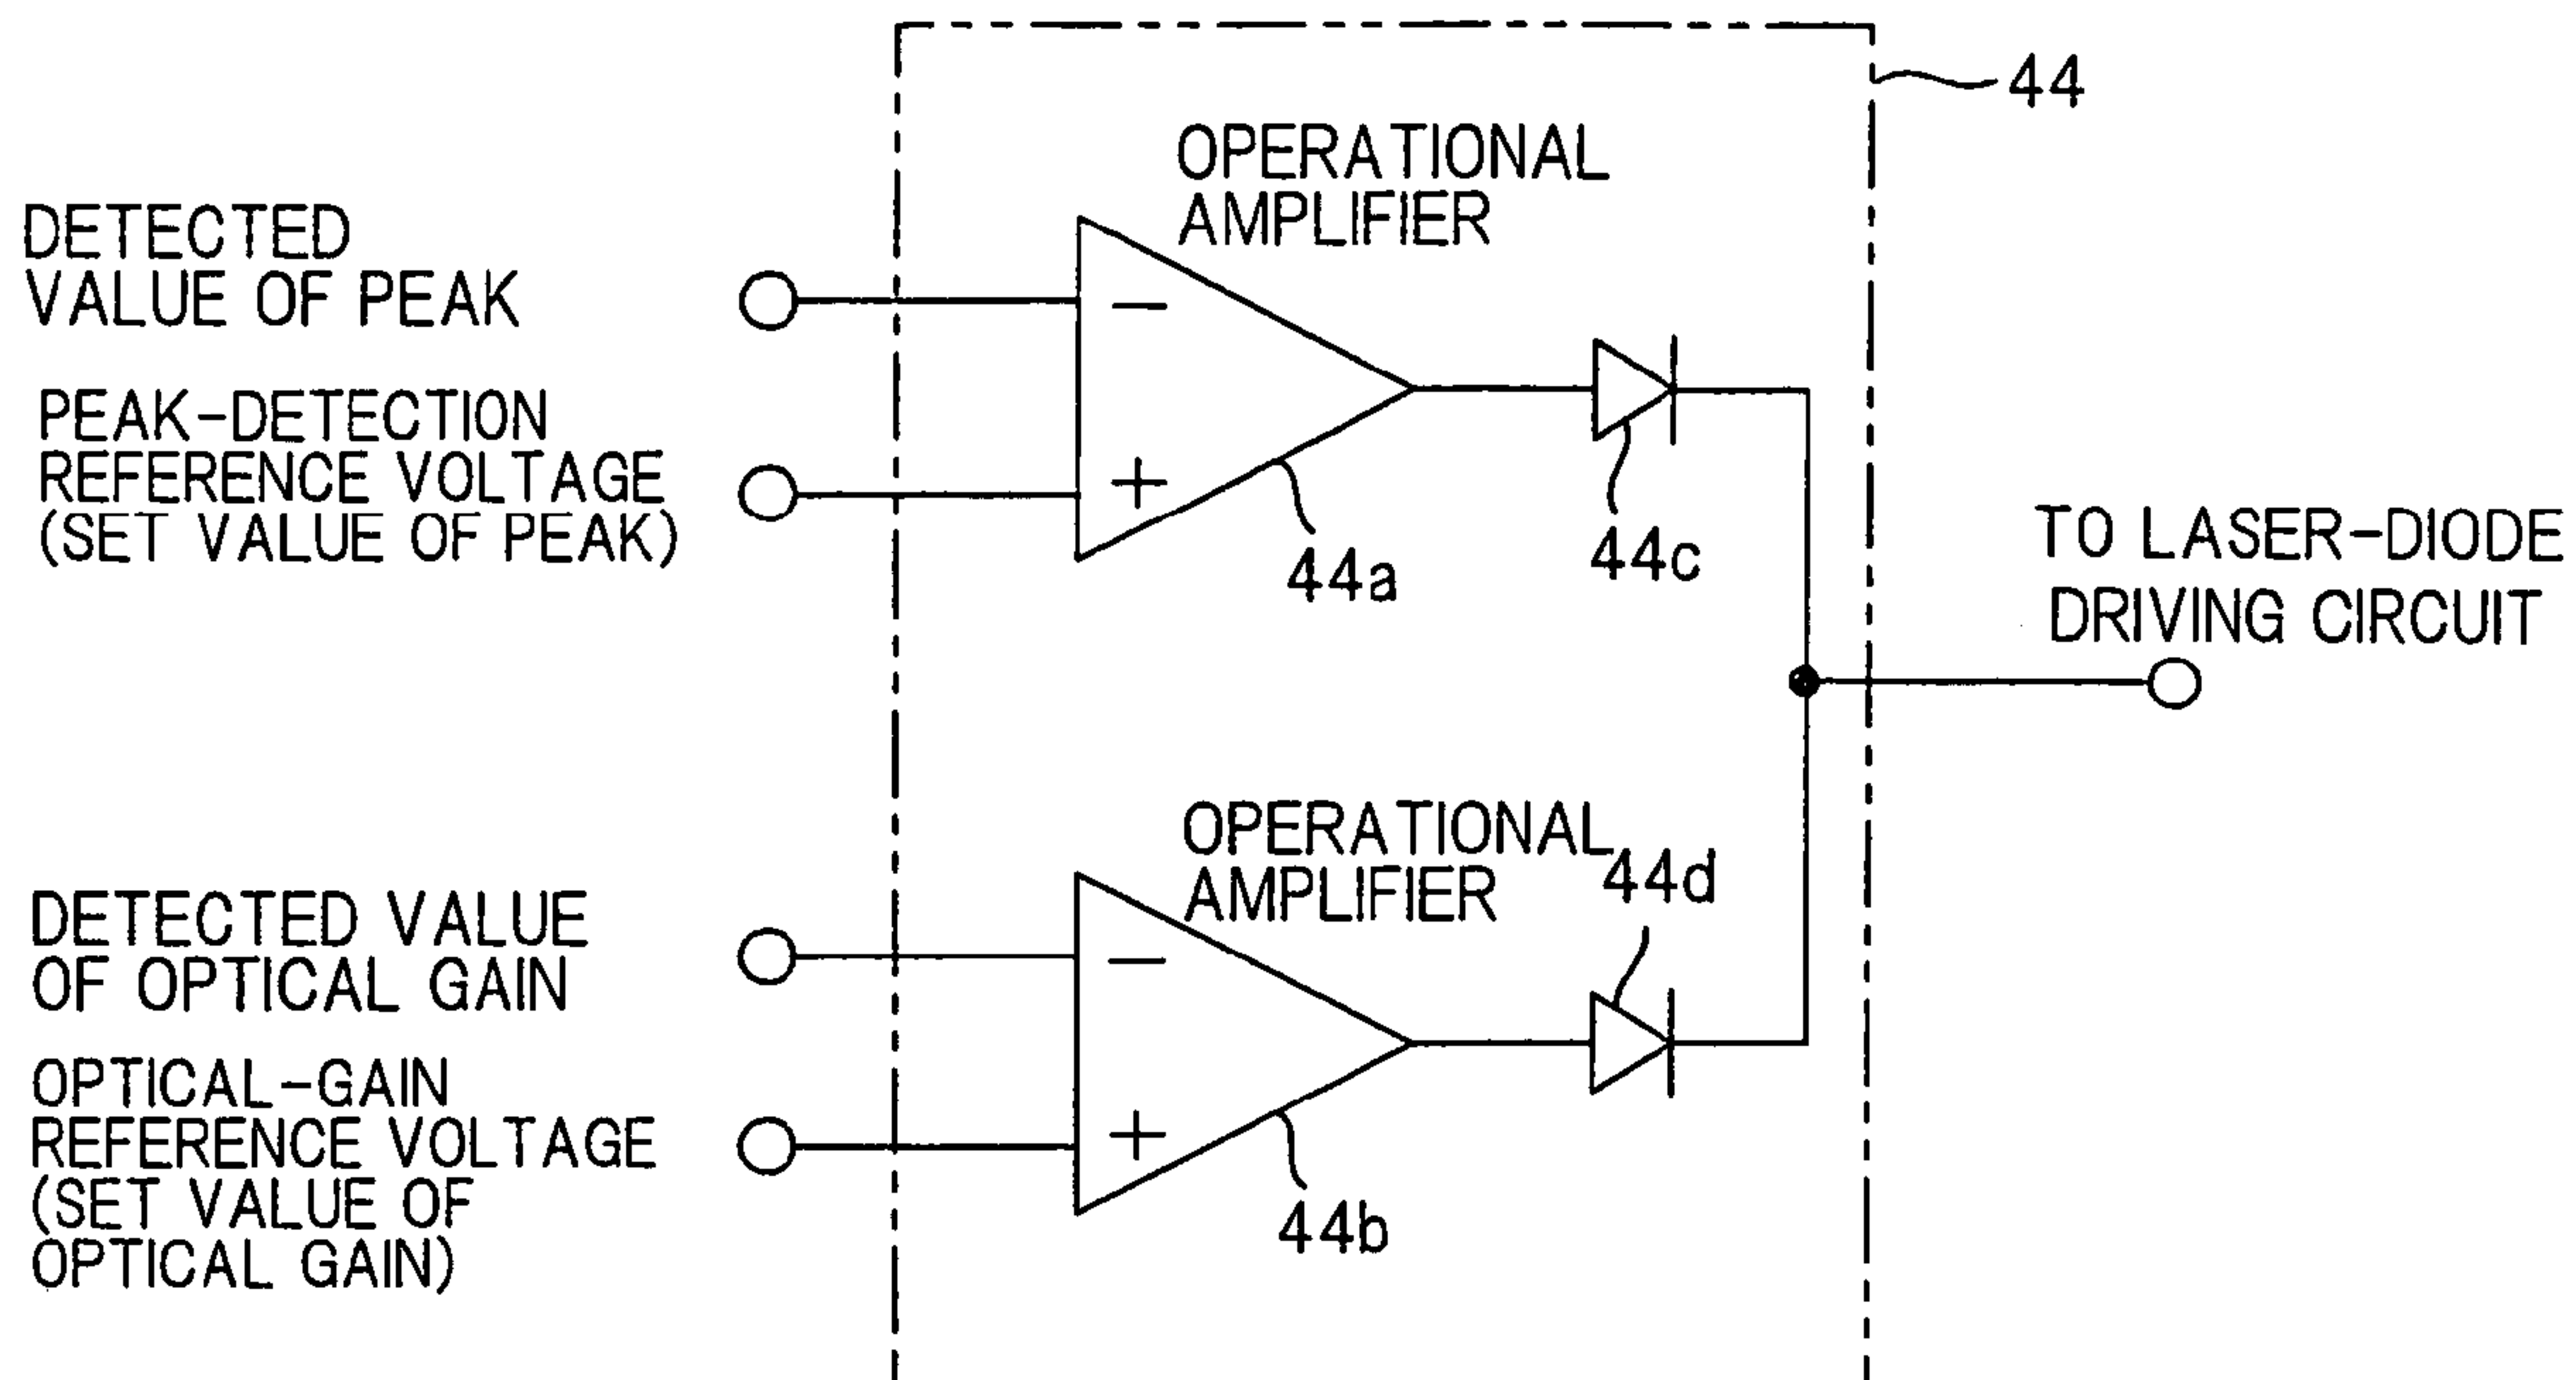 44
OPERATIONAL
AMPLIFIER
DETECTED
VALUE OF PEAK
−
PEAK-DETECTION
REFERENCE VOLTAGE
(SET VALUE OF PEAK)
+
44a
44c
TO LASER-DIODE
DRIVING CIRCUIT
OPERATIONAL
AMPLIFIER
44d
DETECTED VALUE
OF OPTICAL GAIN
−
OPTICAL-GAIN
REFERENCE VOLTAGE
(SET VALUE OF
OPTICAL GAIN)
+
44b